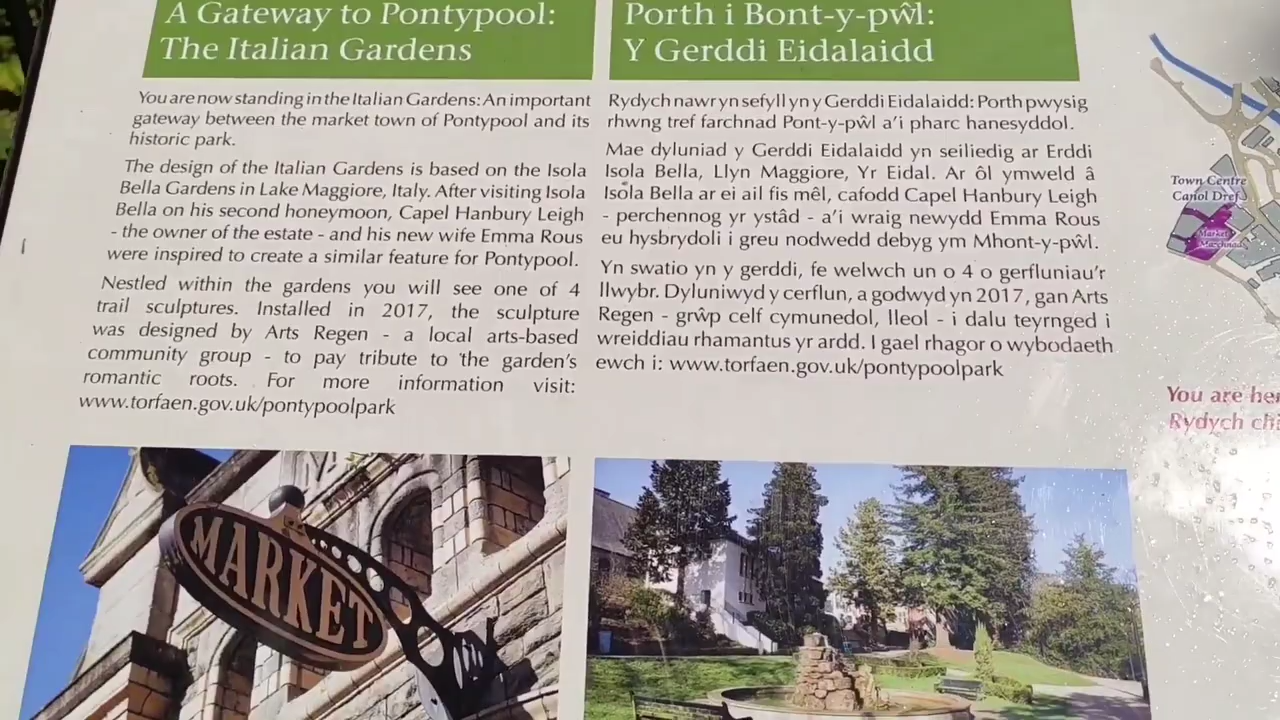 A Gateway to Pontypool:
The Italian Gardens
You are now standing in the Italian Gardens: An important
gateway between the market town of Pontypool and its
historic park.
The design of the Italian Gardens is based on the Isola
Bella Gardens in Lake Maggiore, Italy. After visiting Isola
Bella on his second honeymoon, Capel Hanbury Leigh
- the owner of the estate - and his new wife Emma Rous
were inspired to create a similar feature for Pontypool.
Nestled within the gardens you will see one of 4
trail sculptures. Installed in 2017, the sculpture
was designed by Arts Regen - a local arts-based
community group - to pay tribute to the garden's
romantic roots. For more information visit:
www.torfaen.gov.uk/pontypoolpark
Porth i Bont-y-pŵl:
Y Gerddi Eidalaidd
Rydych nawr yn sefyll yn y Gerddi Eidalaidd: Porth pwysig
rhwng tref farchnad Pont-y-pŵl a'i pharc hanesyddol.
Mae dyluniad y Gerddi Eidalaidd yn seiliedig ar Erddi
Isola Bella, Llyn Maggiore, Yr Eidal. Ar ôl ymweld â
Isola Bella ar ei ail fis mêl, cafodd Capel Hanbury Leigh
- perchennog yr ystâd - a'i wraig newydd Emma Rous
eu hysbrydoli i greu nodwedd debyg ym Mhont-y-pŵl.
Yn swatio yn y gerddi, fe welwch un o 4 o gerfluniau'r
llwybr. Dyluniwyd y cerflun, a godwyd yn 2017, gan Arts
Regen - grŵp celf cymunedol, lleol - i dalu teyrnged i
wreiddiau rhamantus yr ardd. I gael rhagor o wybodaeth
ewch i: www.torfaen.gov.uk/pontypoolpark
Town Centre
Canol Dref
Market
You are
Rydych
MARKET